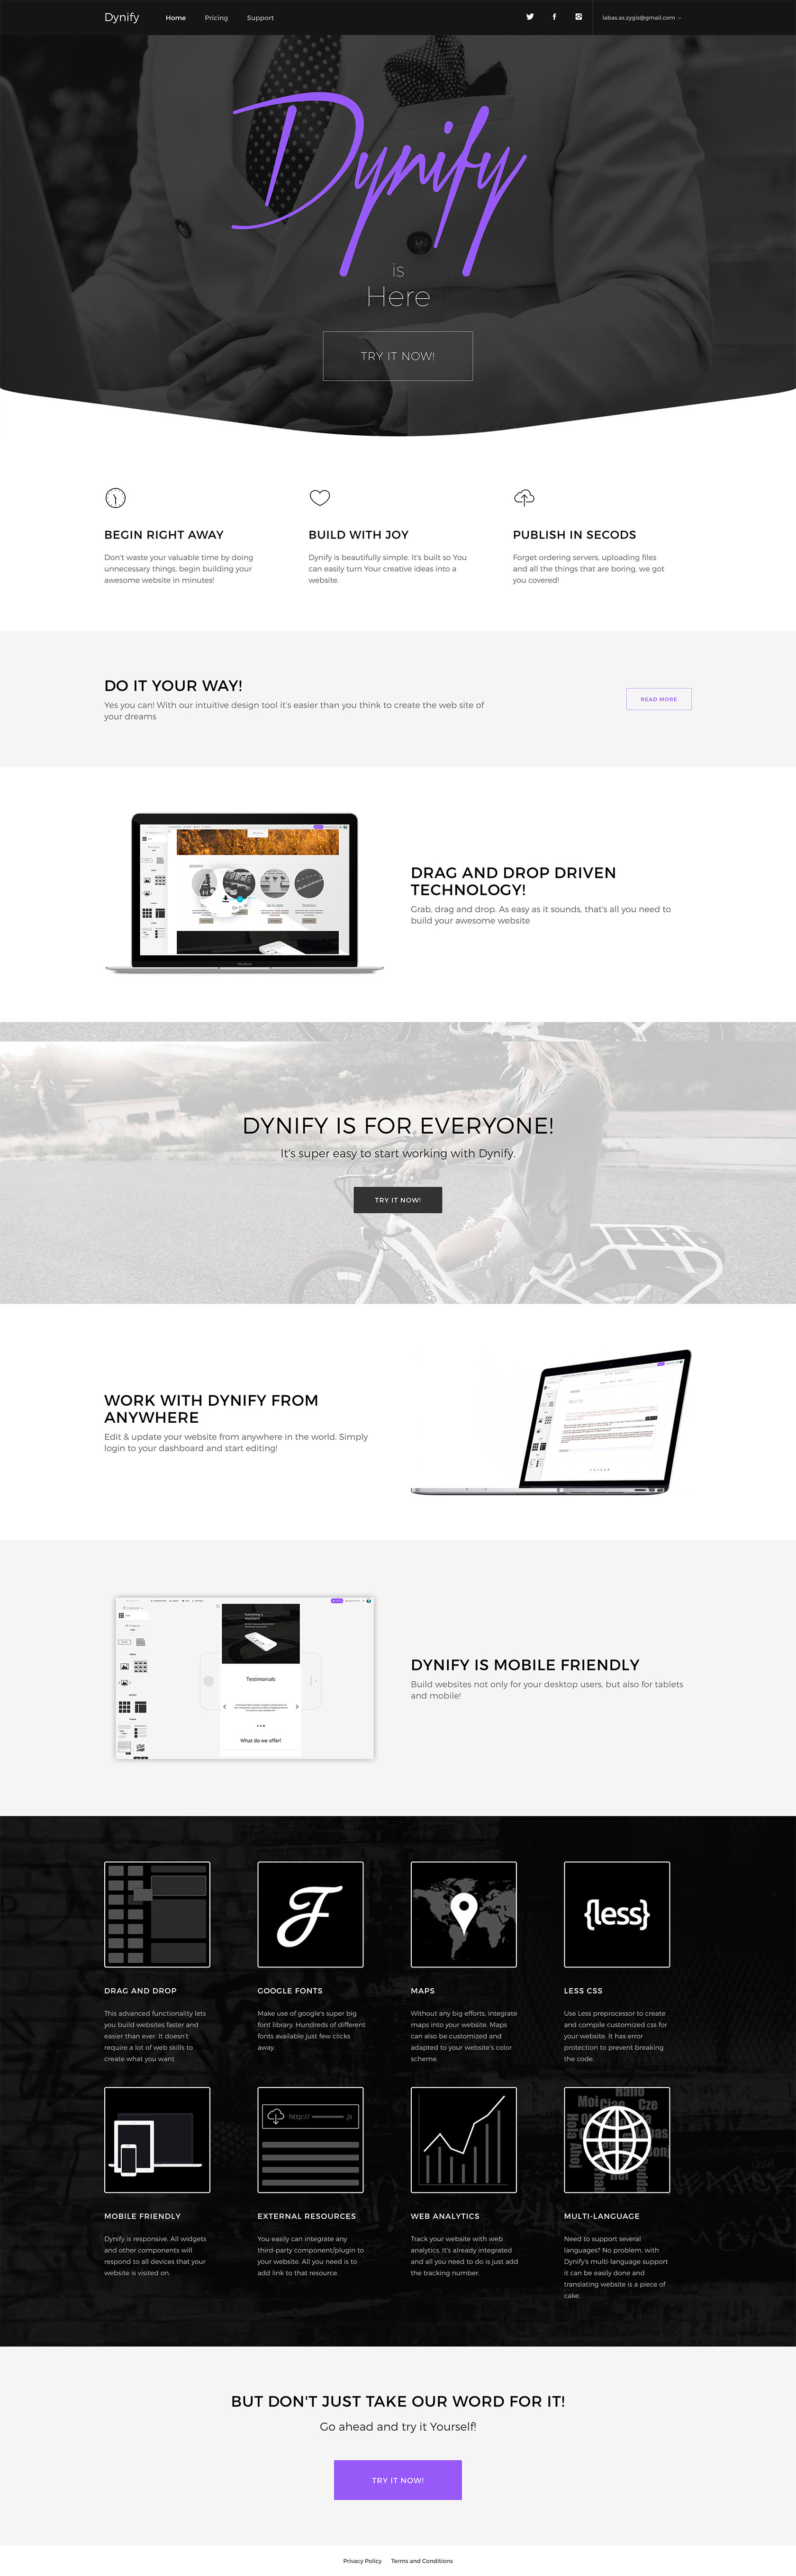 Dynify Home Pricing Support labas.as.zygis@gmail.com
Dynify
is
Here
TRY IT NOW!
BEGIN RIGHT AWAY
Don't waste your valuable time by doing
unnecessary things, begin building your
awesome website in minutes!
BUILD WITH JOY
Dynify is beautifully simple. It's built so You
can easily turn Your creative ideas into a
website.
PUBLISH IN SECODS
Forget ordering servers, uploading files
and all the things that are boring, we got
you covered!
DO IT YOUR WAY!
Yes you can! With our intuitive design tool it's easier than you think to create the web site of
your dreams
READ MORE
DRAG AND DROP DRIVEN
TECHNOLOGY!
Grab, drag and drop. As easy as it sounds, that's all you need to
build your awesome website
DYNIFY IS FOR EVERYONE!
It's super easy to start working with Dynify.
TRY IT NOW!
WORK WITH DYNIFY FROM
ANYWHERE
Edit & update your website from anywhere in the world. Simply
login to your dashboard and start editing!
Everything is
Important
Testimonials
What do we offer!
DYNIFY IS MOBILE FRIENDLY
Build websites not only for your desktop users, but also for tablets
and mobile!
{less}
DRAG AND DROP
This advanced functionality lets
you build websites faster and
easier than ever. It doesn't
require a lot of web skills to
create what you want
GOOGLE FONTS
Make use of google's super big
font library. Hundreds of different
fonts available just few clicks
away.
MAPS
Without any big efforts, integrate
maps into your website. Maps
can also be customized and
adapted to your website's color
scheme.
LESS CSS
Use Less preprocessor to create
and compile customized css for
your website. It has error
protection to prevent breaking
the code.
http:// .js
MOBILE FRIENDLY
Dynify is responsive. All widgets
and other components will
respond to all devices that your
website is visited on.
EXTERNAL RESOURCES
You easily can integrate any
third-party component/plugin to
your website. All you need is to
add link to that resource.
WEB ANALYTICS
Track your website with web
analytics. It's already integrated
and all you need to do is just add
the tracking number.
MULTI-LANGUAGE
Need to support several
languages? No problem, with
Dynify's multi-language support
it can be easily done and
translating website is a piece of
cake.
BUT DON'T JUST TAKE OUR WORD FOR IT!
Go ahead and try it Yourself!
TRY IT NOW!
Privacy Policy Terms and Conditions